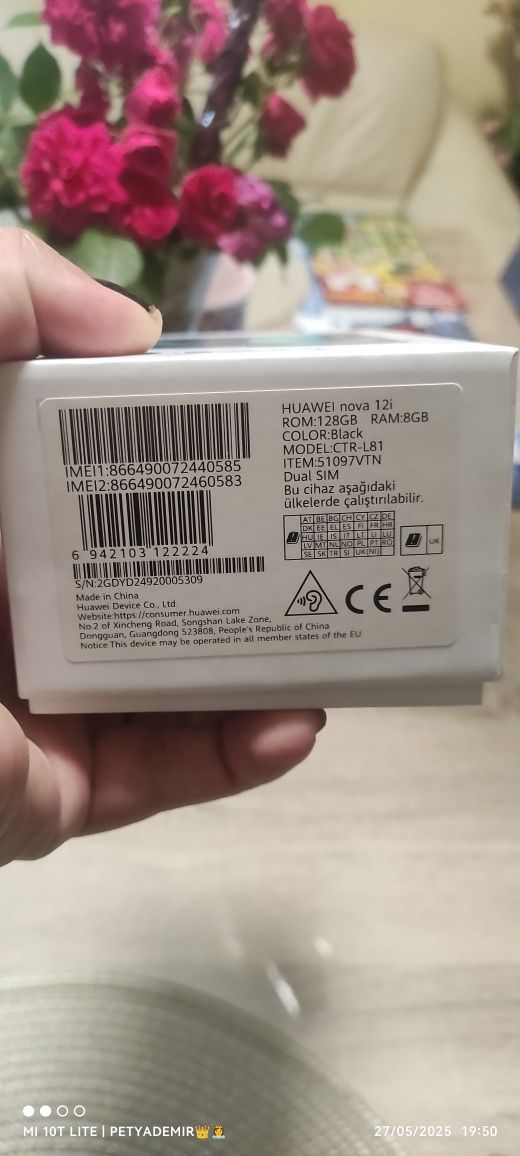 IMEI1:866490072440585
IMEI2:866490072460583
6 942103 122224
S/N:2GDYD24920005309
HUAWEI nova 12i
ROM:128GB RAM:8GB
COLOR:Black
MODEL:CTR-L81
ITEM:51097VTN
Dual SIM
Bu cihaz aşağıdaki
ülkelerde çalıştırılabilir.
AT BE BG CH CY CZ DE
DK EE EL ES FI FR HR
HU IE IS IT LT LI LU
LV MT NL NO PL PT RO
SE SK TR SI UK(NI)
UK
CE
Made in China
Huawei Device Co., Ltd.
Website:https://consumer.huawei.com
No.2 of Xincheng Road, Songshan Lake Zone,
Dongguan, Guangdong 523808, People's Republic of China
Notice:This device may be operated in all member states of the EU.
MI 10T LITE | PETYADEMIR👑👸
27/05/2025 19:50